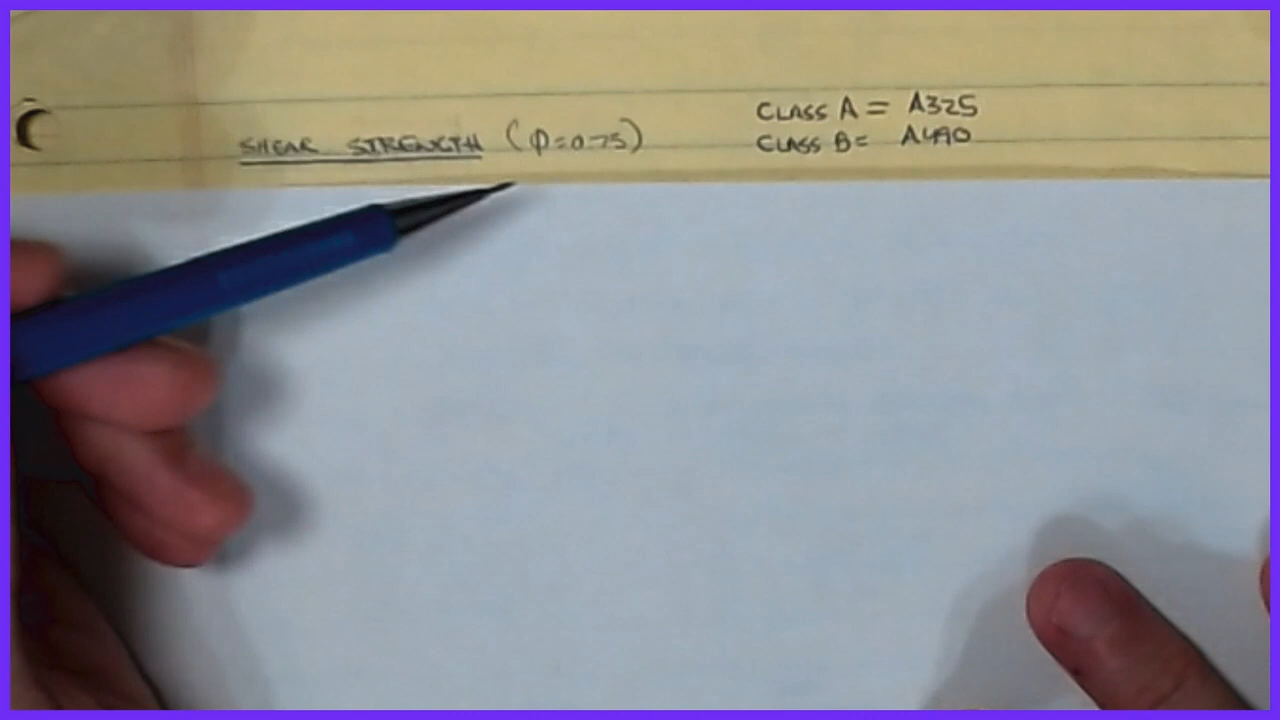 SHEAR STRENGTH (Φ=0.75)
CLASS A = A325
CLASS B = A490